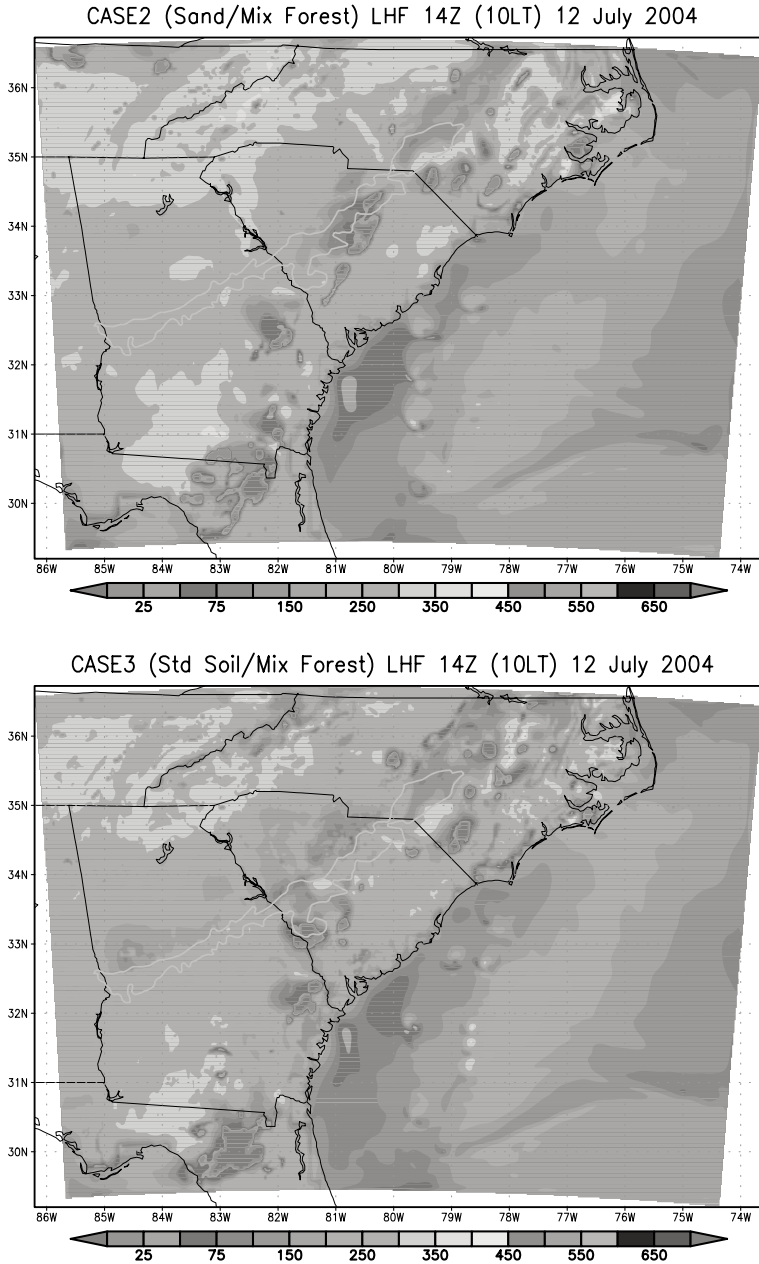 CASE2 (Sand/Mix Forest) LHF 14Z (10LT) 12 July 2004
36N
35N
34N
33N
32N
31N
30N
86W 85W 84W 83W 82W 81W 80W 79W 78W 77W 76W 75W 74W
25 75 150 250 350 450 550 650
CASE3 (Std Soil/Mix Forest) LHF 14Z (10LT) 12 July 2004
36N
35N
34N
33N
32N
31N
30N
86W 85W 84W 83W 82W 81W 80W 79W 78W 77W 76W 75W 74W
25 75 150 250 350 450 550 650